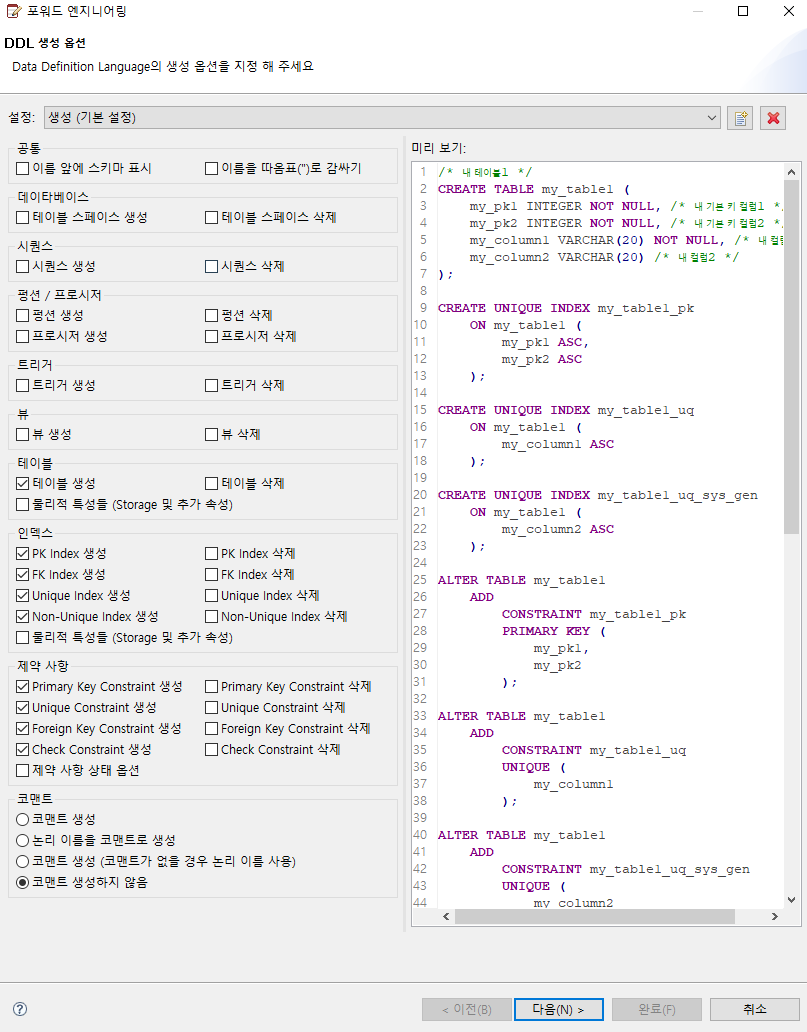 포워드 엔지니어링
DDL 생성 옵션
Data Definition Language의 생성 옵션을 지정 해 주세요
설정: 생성 (기본 설정)
공통
이름 앞에 스키마 표시 이름을 따옴표(")로 감싸기
데이타베이스
테이블 스페이스 생성 테이블 스페이스 삭제
시퀀스
시퀀스 생성 시퀀스 삭제
펑션 / 프로시저
펑션 생성 펑션 삭제
프로시저 생성 프로시저 삭제
트리거
트리거 생성 트리거 삭제
뷰
뷰 생성 뷰 삭제
테이블
테이블 생성 테이블 삭제
물리적 특성들 (Storage 및 추가 속성)
인덱스
PK Index 생성 PK Index 삭제
FK Index 생성 FK Index 삭제
Unique Index 생성 Unique Index 삭제
Non-Unique Index 생성 Non-Unique Index 삭제
물리적 특성들 (Storage 및 추가 속성)
제약 사항
Primary Key Constraint 생성 Primary Key Constraint 삭제
Unique Constraint 생성 Unique Constraint 삭제
Foreign Key Constraint 생성 Foreign Key Constraint 삭제
Check Constraint 생성 Check Constraint 삭제
제약 사항 상태 옵션
코맨트
코맨트 생성
논리 이름을 코맨트로 생성
코맨트 생성 (코맨트가 없을 경우 논리 이름 사용)
코맨트 생성하지 않음
미리 보기:
1 /* 내 테이블1 */
2 CREATE TABLE my_table1 (
3 my_pk1 INTEGER NOT NULL, /* 내 기본 키 컬럼1 *
4 my_pk2 INTEGER NOT NULL, /* 내 기본 키 컬럼2 *
5 my_column1 VARCHAR(20) NOT NULL, /* 내 컬
6 my_column2 VARCHAR(20) /* 내 컬럼2 */
7 );
8
9 CREATE UNIQUE INDEX my_table1_pk
10 ON my_table1 (
11 my_pk1 ASC,
12 my_pk2 ASC
13 );
14
15 CREATE UNIQUE INDEX my_table1_uq
16 ON my_table1 (
17 my_column1 ASC
18 );
19
20 CREATE UNIQUE INDEX my_table1_uq_sys_gen
21 ON my_table1 (
22 my_column2 ASC
23 );
24
25 ALTER TABLE my_table1
26 ADD
27 CONSTRAINT my_table1_pk
28 PRIMARY KEY (
29 my_pk1,
30 my_pk2
31 );
32
33 ALTER TABLE my_table1
34 ADD
35 CONSTRAINT my_table1_uq
36 UNIQUE (
37 my_column1
38 );
39
40 ALTER TABLE my_table1
41 ADD
42 CONSTRAINT my_table1_uq_sys_gen
43 UNIQUE (
44 my_column2
? < 이전(B) 다음(N) > 완료(F) 취소